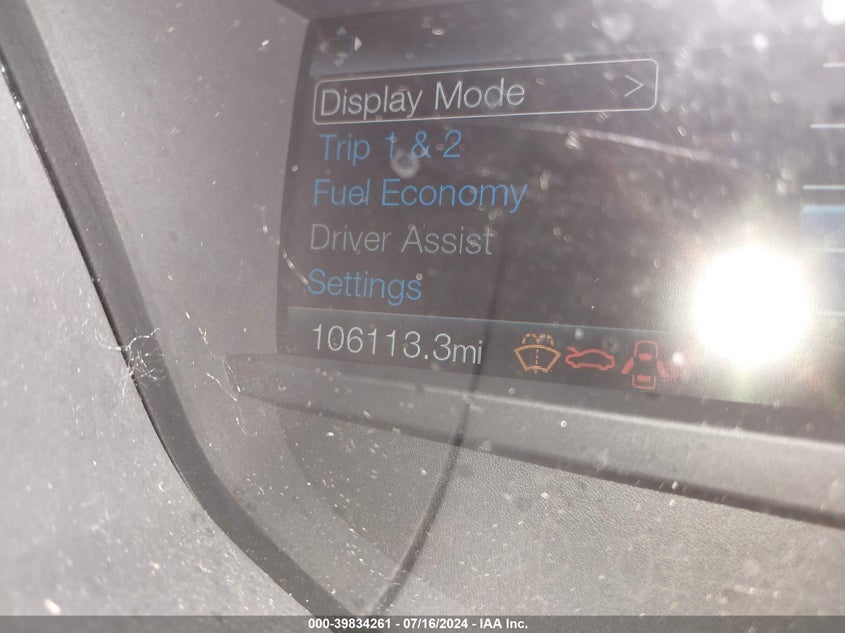 Display Mode >
Trip 1 & 2
Fuel Economy
Driver Assist
Settings
106113.3mi
000-39834261 - 07/16/2024 - IAA Inc.